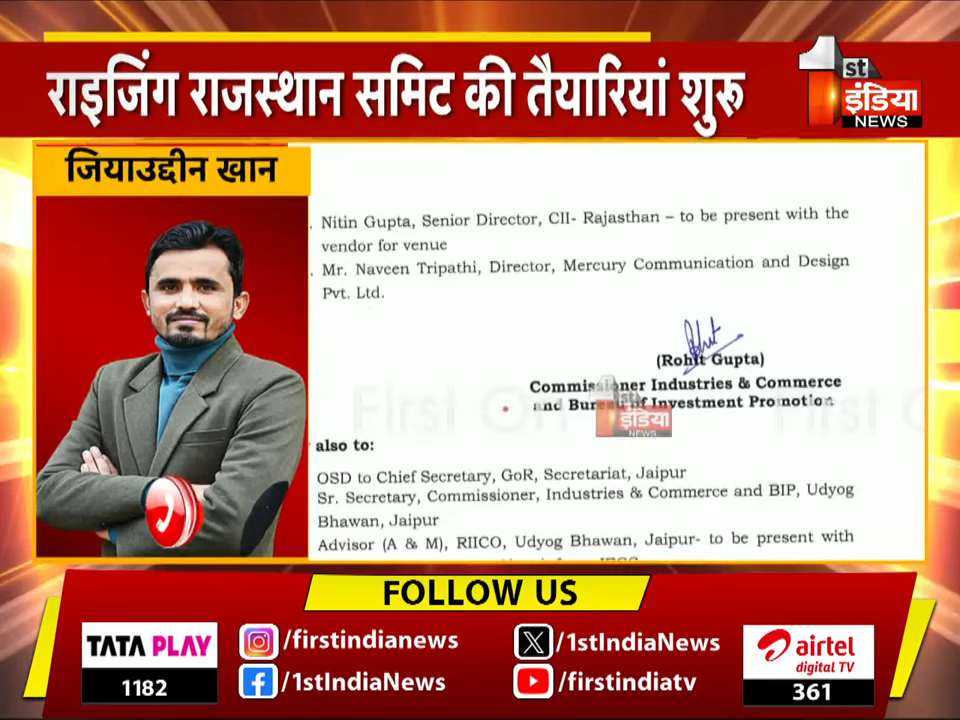 राइजिंग राजस्थान समिट की तैयारियां शुरू
1st
इंडिया
NEWS
जियाउद्दीन खान
. Nitin Gupta, Senior Director, CII- Rajasthan – to be present with the
vendor for venue
. Mr. Naveen Tripathi, Director, Mercury Communication and Design
Pvt. Ltd.
(Rohit Gupta)
Commissioner Industries & Commerce
and Bureau of Investment Promotion
1st
इंडिया
NEWS
also to:
OSD to Chief Secretary, GoR, Secretariat, Jaipur
Sr. Secretary, Commissioner, Industries & Commerce and BIP, Udyog
Bhawan, Jaipur
Advisor (A & M), RIICO, Udyog Bhawan, Jaipur- to be present with
FOLLOW US
TATA PLAY
1182
/firstindianews
/1stIndiaNews
/1stIndiaNews
/firstindiatv
airtel
digital TV
361